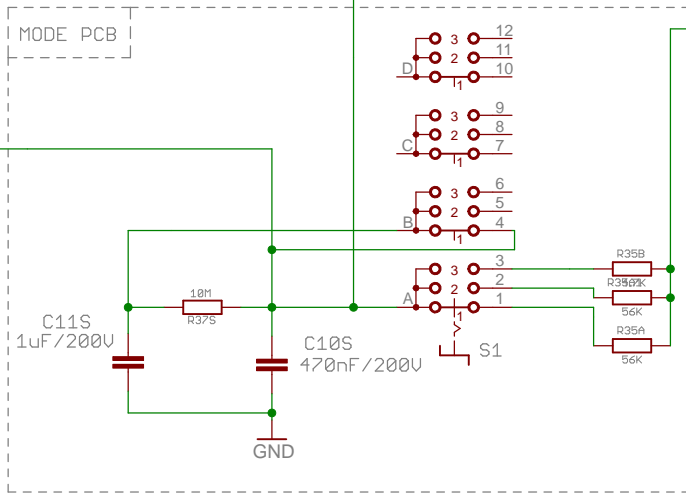 MODE PCB
3 12
2 11
D 1 10
3 9
2 8
C 1 7
3 6
2 5
B 1 4
3 3
2 2
A 1 1
S1
R35B
56K
R35A
56K
10M
R37S
C11S
1uF/200V
C10S
470nF/200V
GND